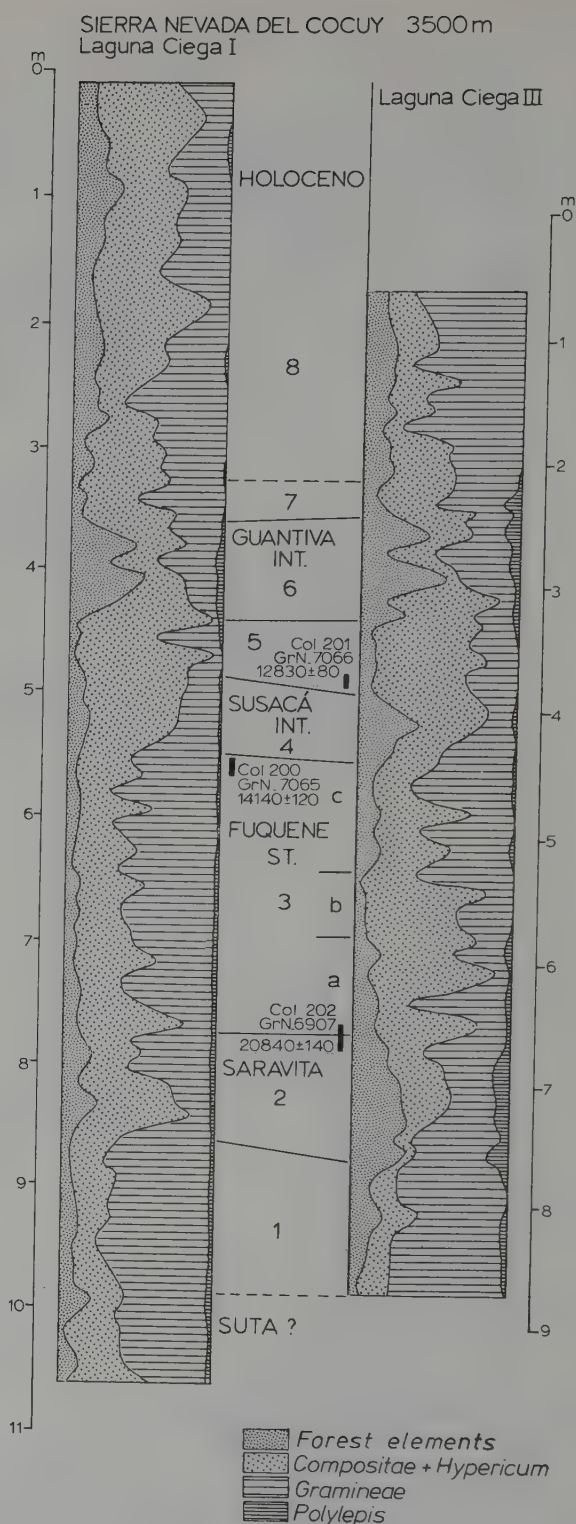 SIERRA NEVADA DEL COCUY 3500m
Laguna Ciega I
Laguna Ciega III
m
0
1
2
3
4
5
6
7
8
9
10
11
HOLOCENO
8
7
GUANTIVA
INT.
6
5 Col 201
GrN.7066
12830±80
SUSACÁ
INT.
4
Col 200
GrN.7065
14140±120 c
FUQUENE
ST.
3 b
a
Col 202
GrN.6907
20840±140
SARAVITA
2
1
SUTA ?
m
0
1
2
3
4
5
6
7
8
9
Forest elements
Compositae + Hypericum
Gramineae
Polylepis